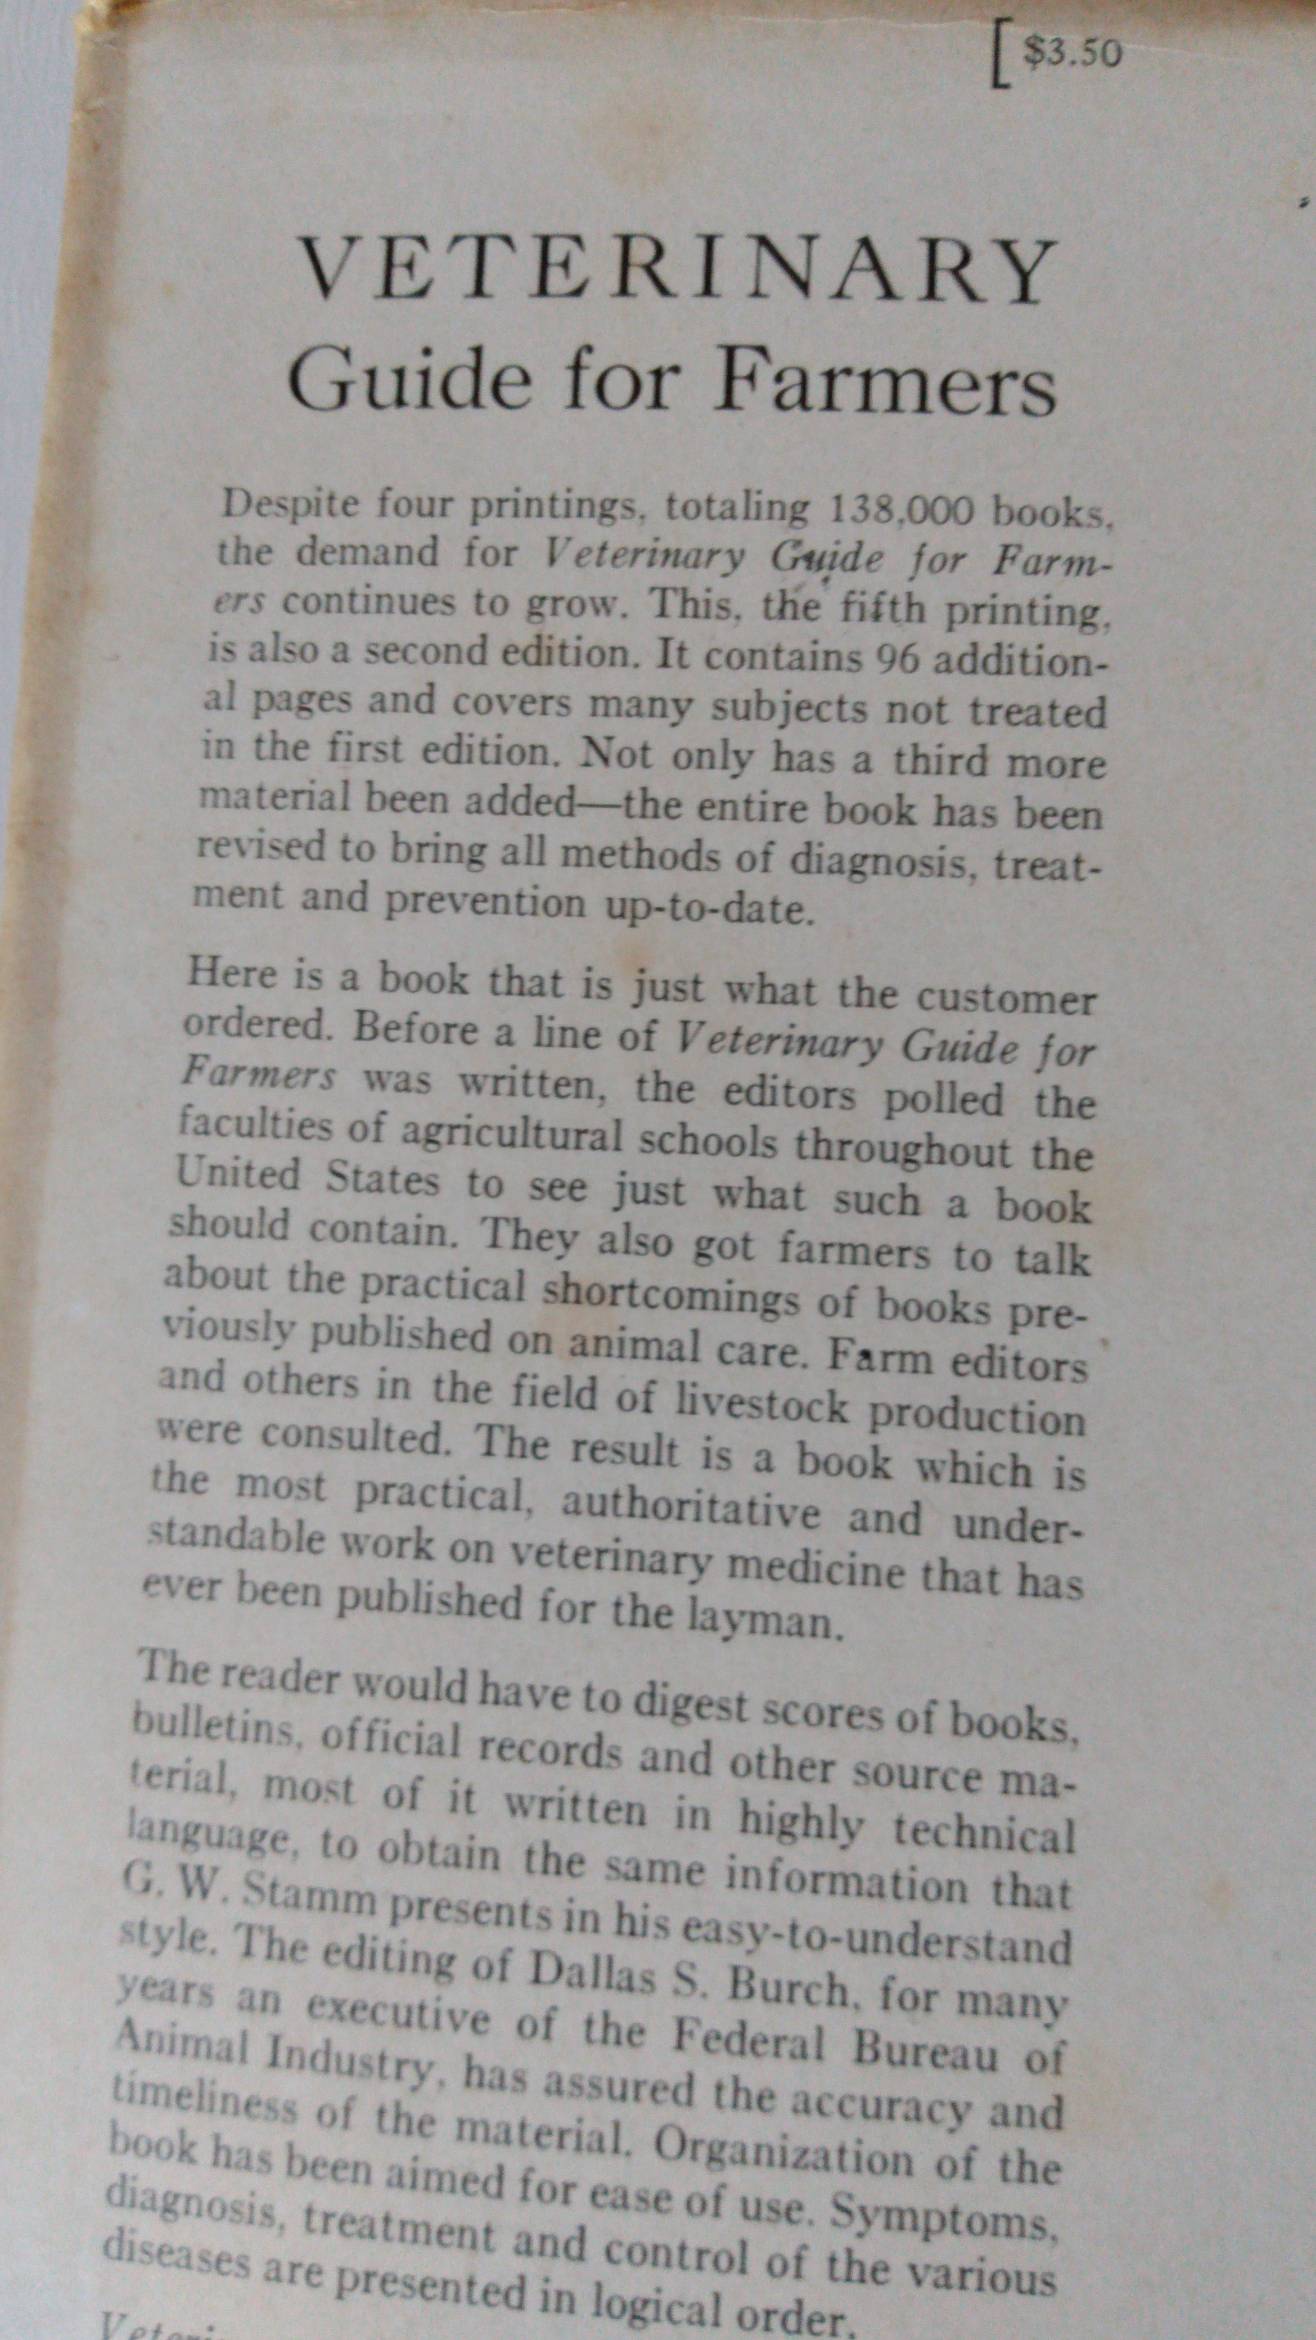 [ $3.50
VETERINARY
Guide for Farmers
Despite four printings, totaling 138,000 books,
the demand for Veterinary Guide for Farm-
ers continues to grow. This, the fifth printing,
is also a second edition. It contains 96 addition-
al pages and covers many subjects not treated
in the first edition. Not only has a third more
material been added—the entire book has been
revised to bring all methods of diagnosis, treat-
ment and prevention up-to-date.
Here is a book that is just what the customer
ordered. Before a line of Veterinary Guide for
Farmers was written, the editors polled the
faculties of agricultural schools throughout the
United States to see just what such a book
should contain. They also got farmers to talk
about the practical shortcomings of books pre-
viously published on animal care. Farm editors
and others in the field of livestock production
were consulted. The result is a book which is
the most practical, authoritative and under-
standable work on veterinary medicine that has
ever been published for the layman.
The reader would have to digest scores of books,
bulletins, official records and other source ma-
terial, most of it written in highly technical
language, to obtain the same information that
G. W. Stamm presents in his easy-to-understand
style. The editing of Dallas S. Burch, for many
years an executive of the Federal Bureau of
Animal Industry, has assured the accuracy and
timeliness of the material. Organization of the
book has been aimed for ease of use. Symptoms,
diagnosis, treatment and control of the various
diseases are presented in logical order.